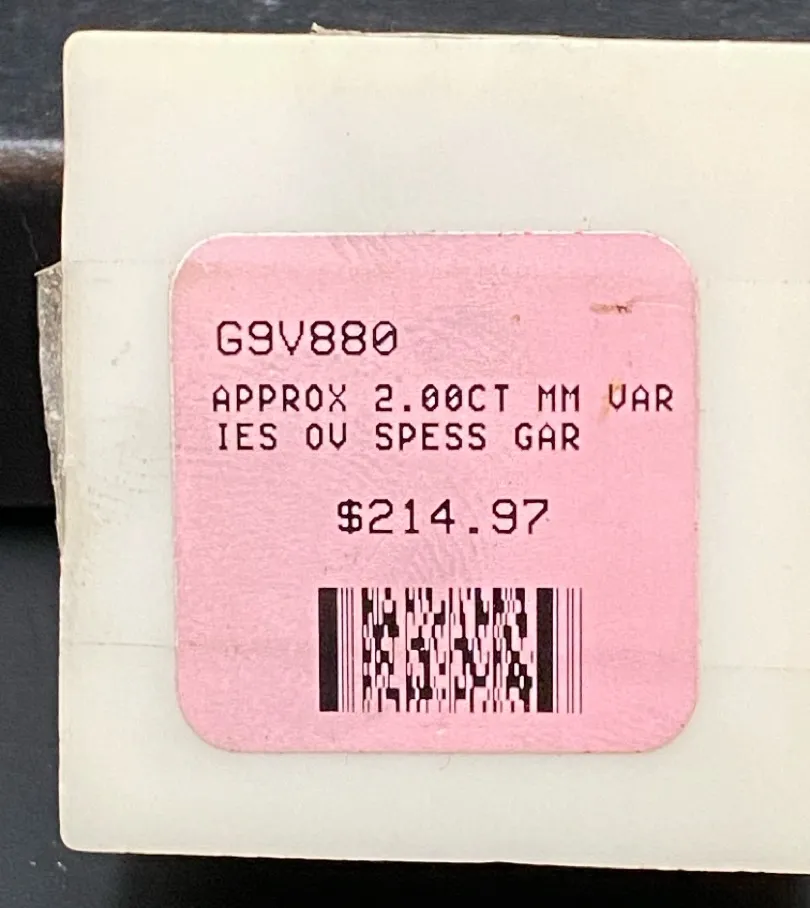 G9V880
APPROX 2.00CT MM VAR
IES OV SPESS GAR
$214.97